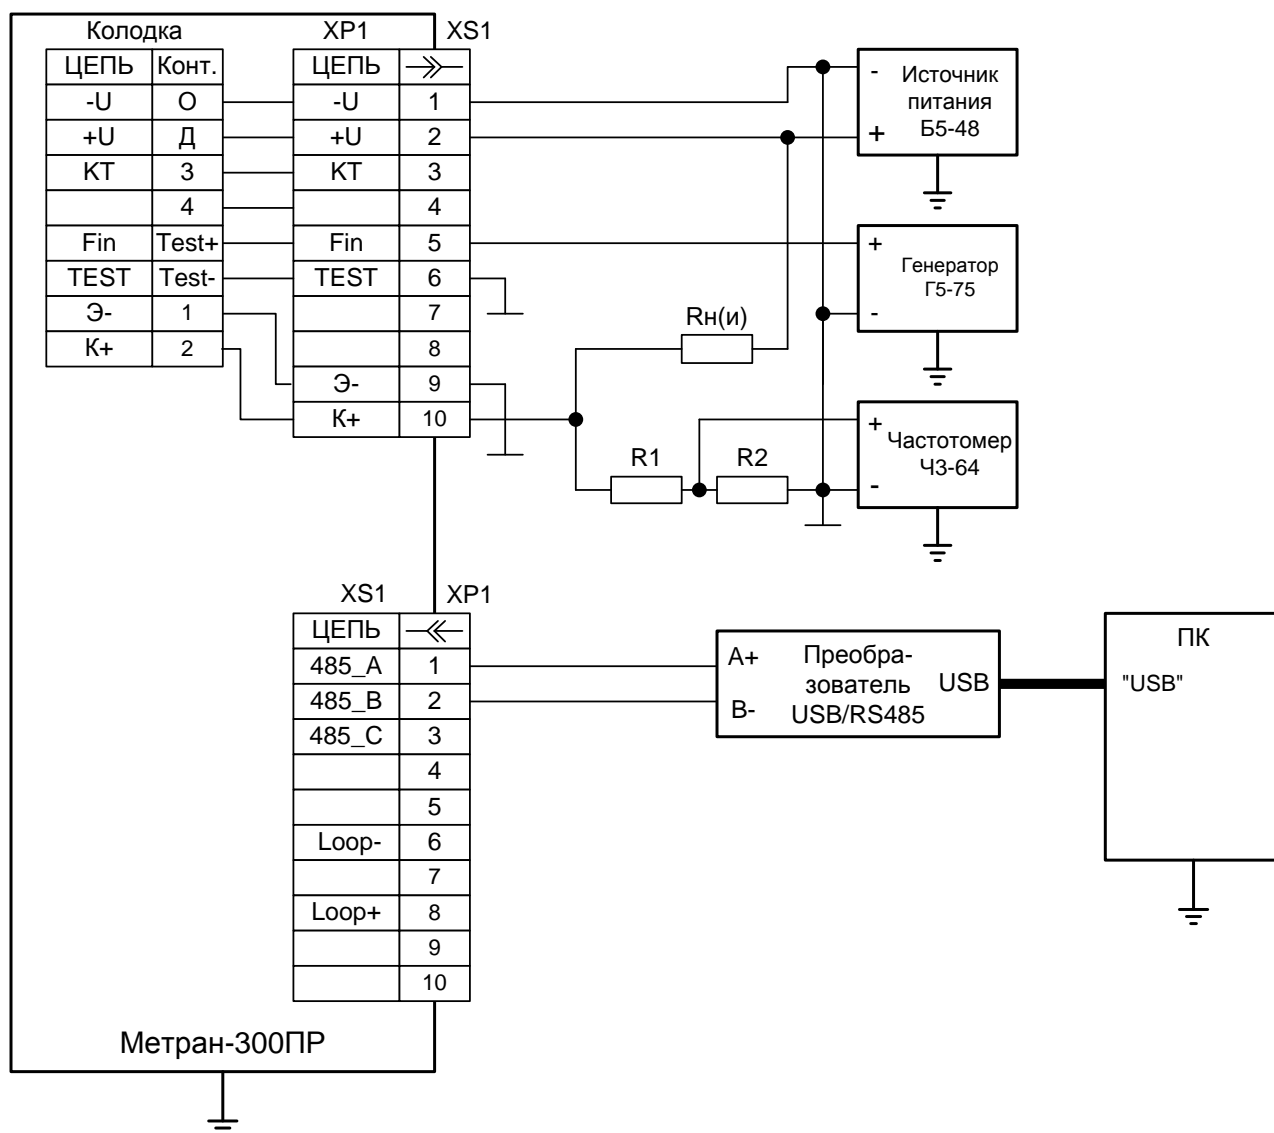 Колодка
XP1
XS1
ЦЕПЬ Конт.
ЦЕПЬ
-U О
-U 1
+U Д
+U 2
КТ 3
КТ 3
4
4
Fin Test+
Fin 5
TEST Test-
TEST 6
Э- 1
7
К+ 2
8
Э- 9
К+ 10
- Источник
питания
+ Б5-48
+
Генератор
Г5-75
-
Rн(и)
R1
R2
+
Частотомер
Ч3-64
-
XS1
XP1
ЦЕПЬ
485_A 1
485_B 2
485_C 3
4
5
Loop- 6
7
Loop+ 8
9
10
A+ Преобра-
зователь USB
B- USB/RS485
ПК
"USB"
Метран-300ПР